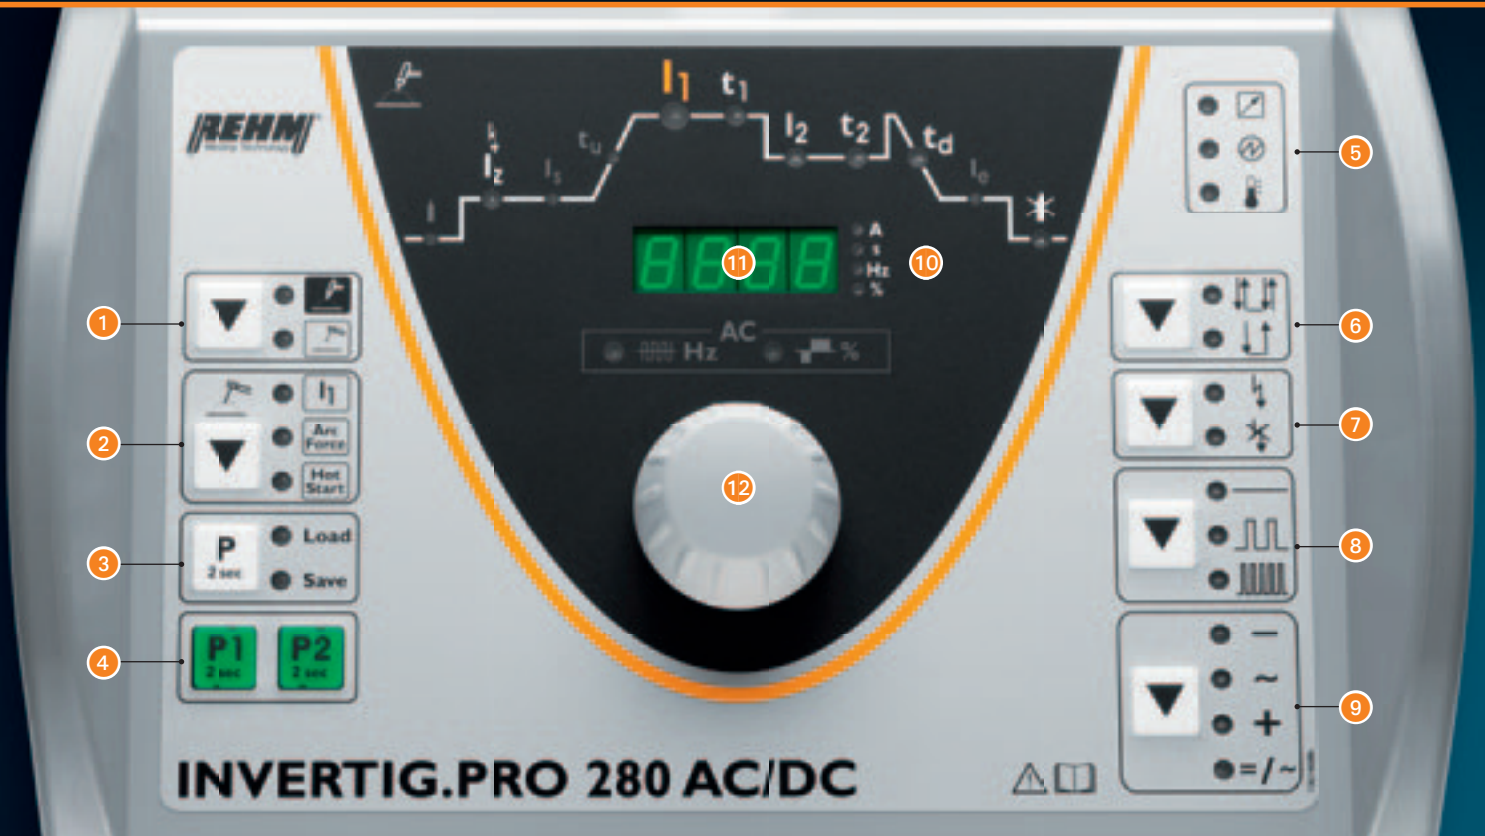 REHM
Welding Technology
I1
t1
tu
Iz
Is
I2
t2
td
Ie
I
8888
A
s
Hz
%
AC
Hz
%
1
2
I1
Arc
Force
Hot
Start
3
P
2 sec
Load
Save
4
P1
2 sec
P2
2 sec
5
6
7
8
9
−
~
+
=/~
10
11
12
INVERTIG.PRO 280 AC/DC